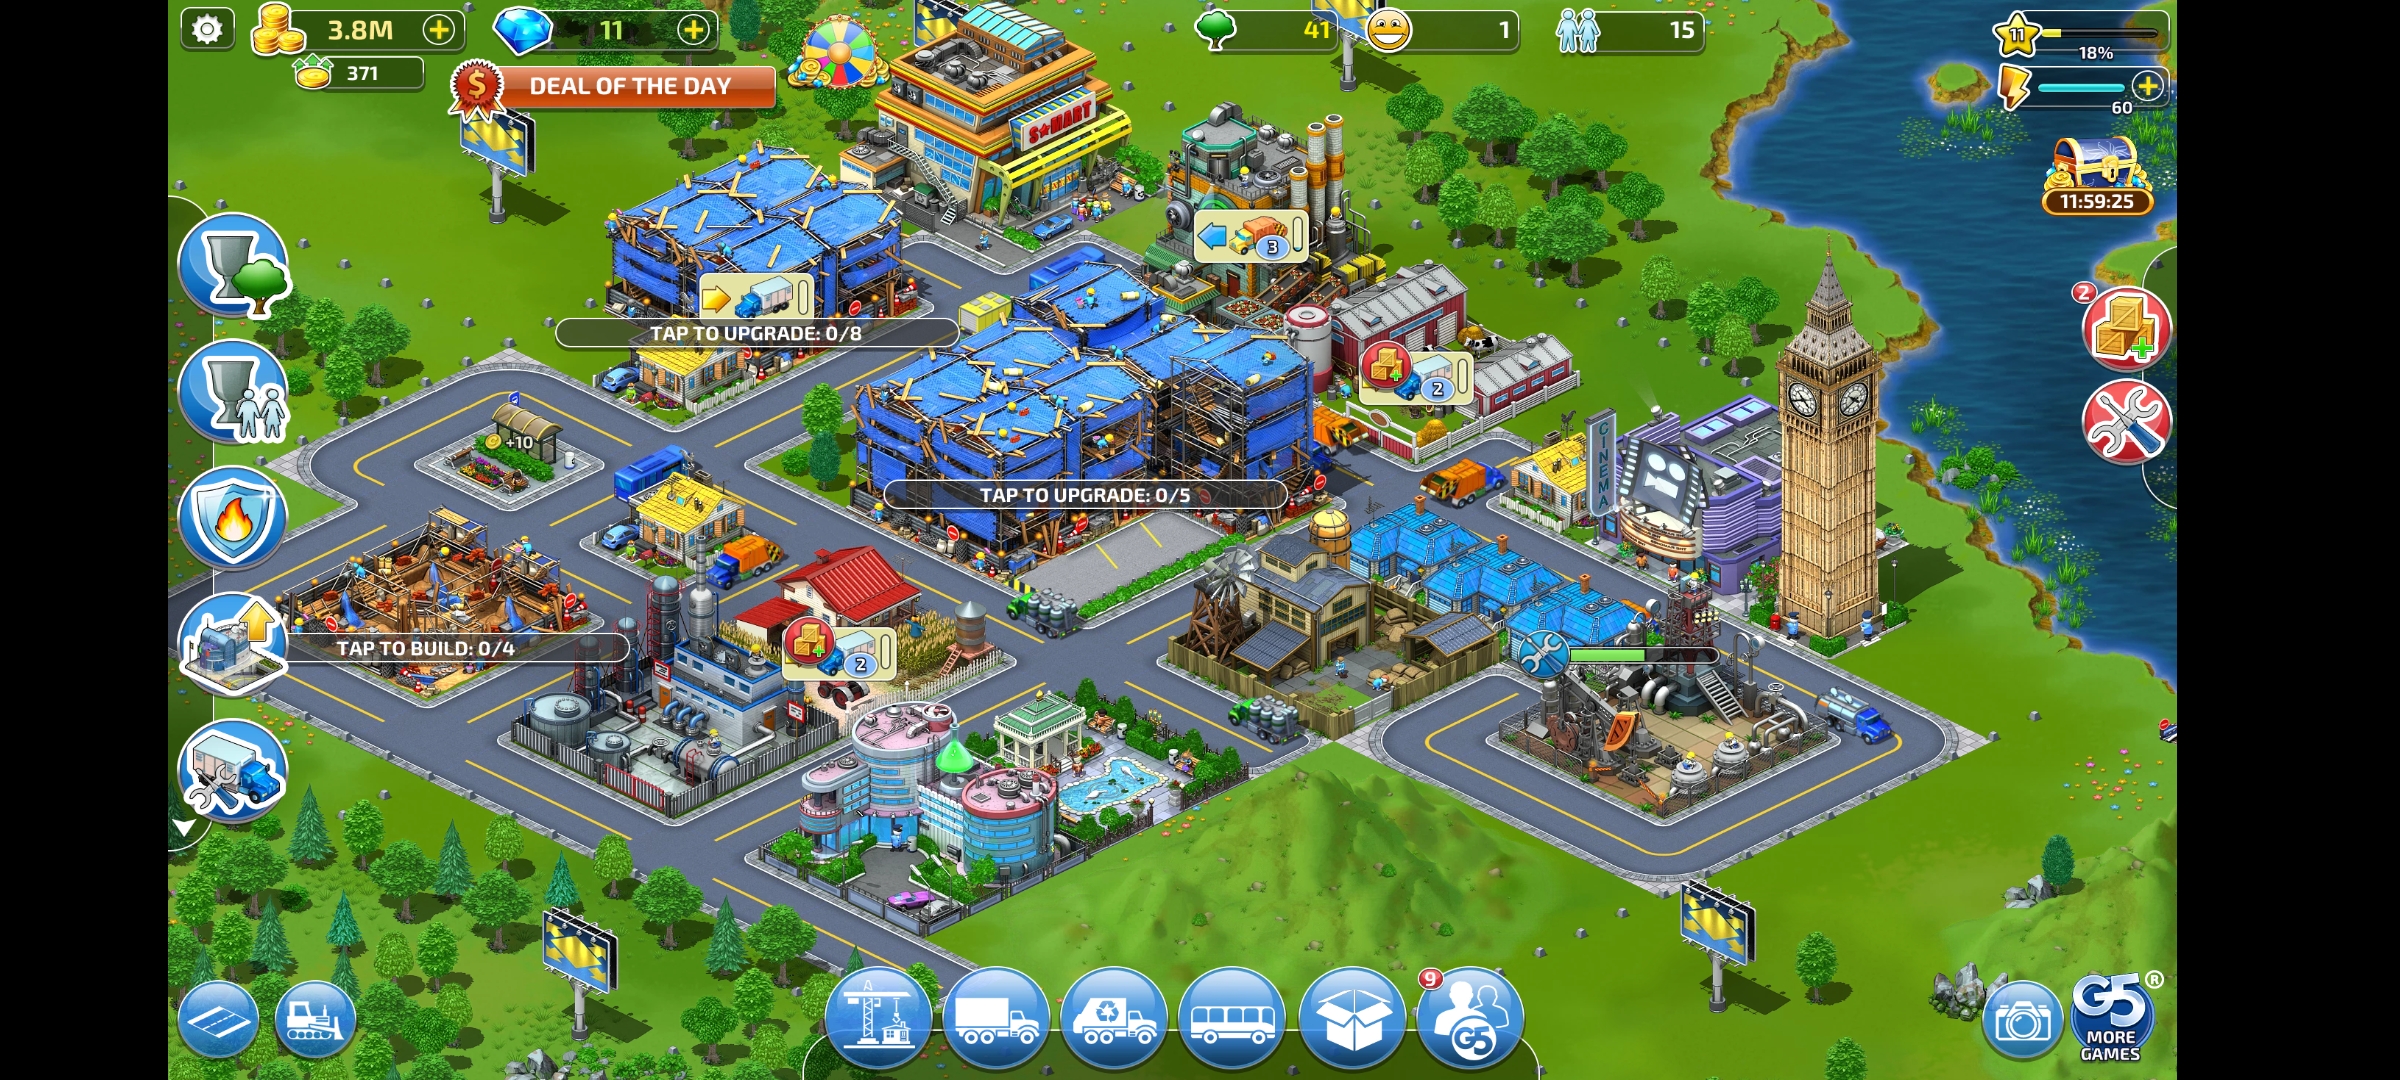 3.8M
11
41
1
15
11
18%
371
DEAL OF THE DAY
60
S★MART
11:59:25
3
2
TAP TO UPGRADE: 0/8
2
+10
CINEMA
TAP TO UPGRADE: 0/5
TAP TO BUILD: 0/4
2
9
A
G5
G5®
MORE
GAMES